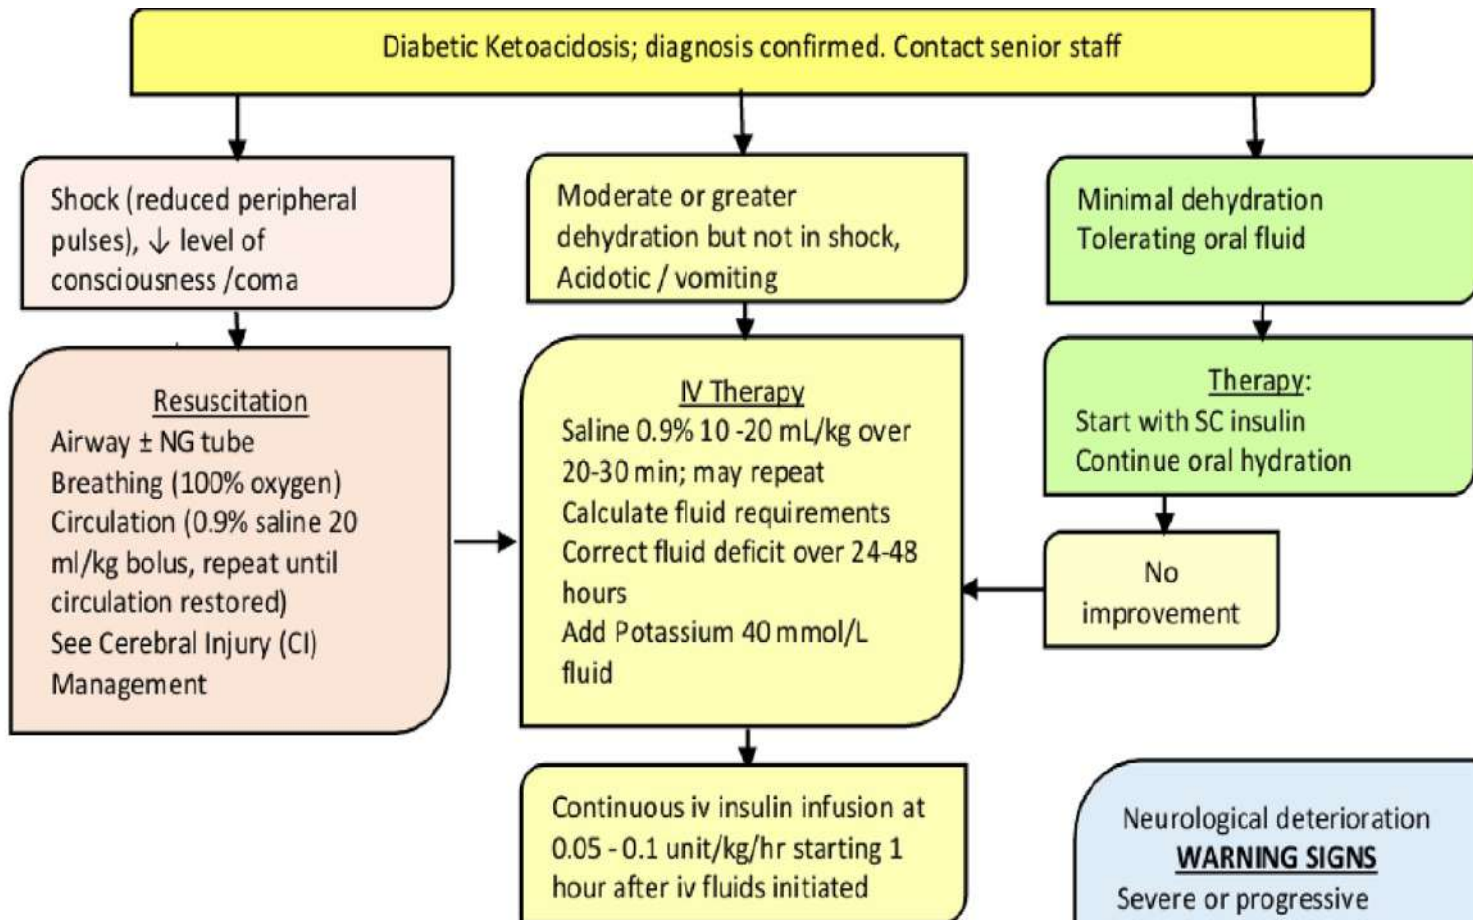 Diabetic Ketoacidosis; diagnosis confirmed. Contact senior staff
Shock (reduced peripheral
pulses), ↓ level of
consciousness /coma
Moderate or greater
dehydration but not in shock,
Acidotic / vomiting
Minimal dehydration
Tolerating oral fluid
Resuscitation
Airway ± NG tube
Breathing (100% oxygen)
Circulation (0.9% saline 20
ml/kg bolus, repeat until
circulation restored)
See Cerebral Injury (CI)
Management
IV Therapy
Saline 0.9% 10 -20 mL/kg over
20-30 min; may repeat
Calculate fluid requirements
Correct fluid deficit over 24-48
hours
Add Potassium 40 mmol/L
fluid
Therapy:
Start with SC insulin
Continue oral hydration
No
improvement
Continuous iv insulin infusion at
0.05 - 0.1 unit/kg/hr starting 1
hour after iv fluids initiated
Neurological deterioration
WARNING SIGNS
Severe or progressive